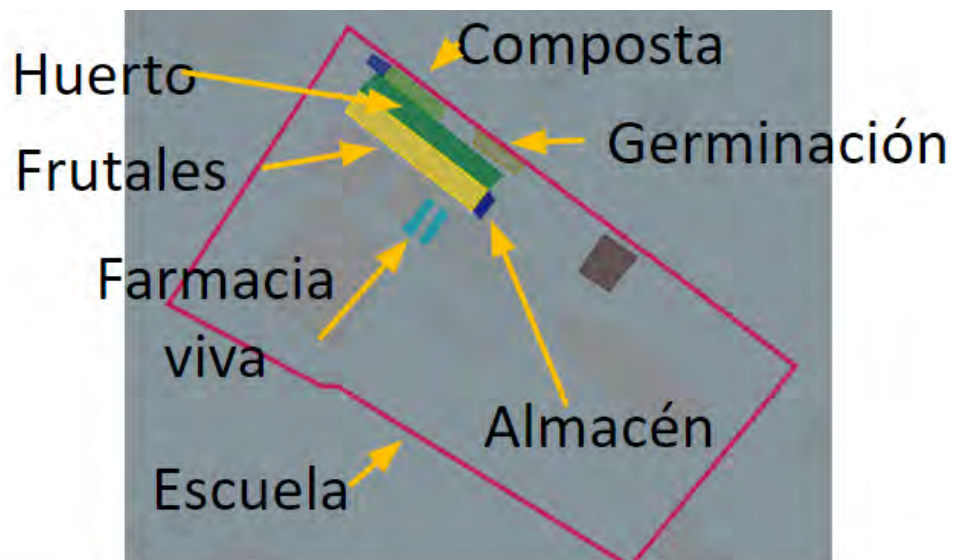 Composta
Huerto
Germinación
Frutales
Farmacia
viva
Almacén
Escuela